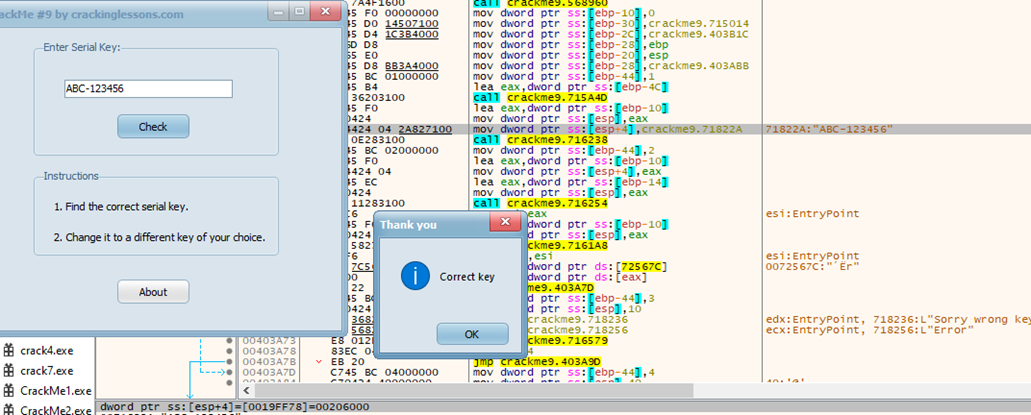 ackMe #9 by crackinglessons.com
Enter Serial Key:
ABC-123456
Check
Instructions
1. Find the correct serial key.
2. Change it to a different key of your choice.
About
Thank you
Correct key
OK
crack4.exe
crack7.exe
CrackMe1.exe
CrackMe2.exe
call crackme9.568960
45 F0 00000000 mov dword ptr ss:[ebp-10],0
45 D0 14507100 mov dword ptr ss:[ebp-30],crackme9.715014
45 D4 1C3B4000 mov dword ptr ss:[ebp-2C],crackme9.403B1C
6D D8 mov dword ptr ss:[ebp-28],ebp
65 E0 mov dword ptr ss:[ebp-20],esp
45 D8 BB3A4000 mov dword ptr ss:[ebp-28],crackme9.403ABB
45 BC 01000000 mov dword ptr ss:[ebp-44],1
45 B4 lea eax,dword ptr ss:[ebp-4C]
36203100 call crackme9.715A4D
45 F0 lea eax,dword ptr ss:[ebp-10]
0424 mov dword ptr ss:[esp],eax
4424 04 2A827100 mov dword ptr ss:[esp+4],crackme9.71822A 71822A:"ABC-123456"
0E283100 call crackme9.716238
45 BC 02000000 mov dword ptr ss:[ebp-44],2
45 F0 lea eax,dword ptr ss:[ebp-10]
4424 04 mov dword ptr ss:[esp+4],eax
45 EC lea eax,dword ptr ss:[ebp-14]
0424 mov dword ptr ss:[esp],eax
11283100 call crackme9.716254
eax esi:EntryPoint
dword ptr ss:[ebp-10]
ptr ss:[esp],eax
ckme9.7161A8
,esi esi:EntryPoint
dword ptr ds:[72567C] 0072567C:"´Er"
dword ptr ds:[eax]
kme9.403A7D
ptr ss:[ebp-44],3
ptr ss:[esp],10
crackme9.718236 edx:EntryPoint, 718236:L"Sorry wrong key
crackme9.718256 ecx:EntryPoint, 718256:L"Error"
716579
00403A73
00403A78 83EC 0
00403A7B EB 20 jmp crackme9.403A9D
00403A7D C745 BC 04000000 mov dword ptr ss:[ebp-44],4
dword ptr ss:[esp+4]=[0019FF78]=00206000